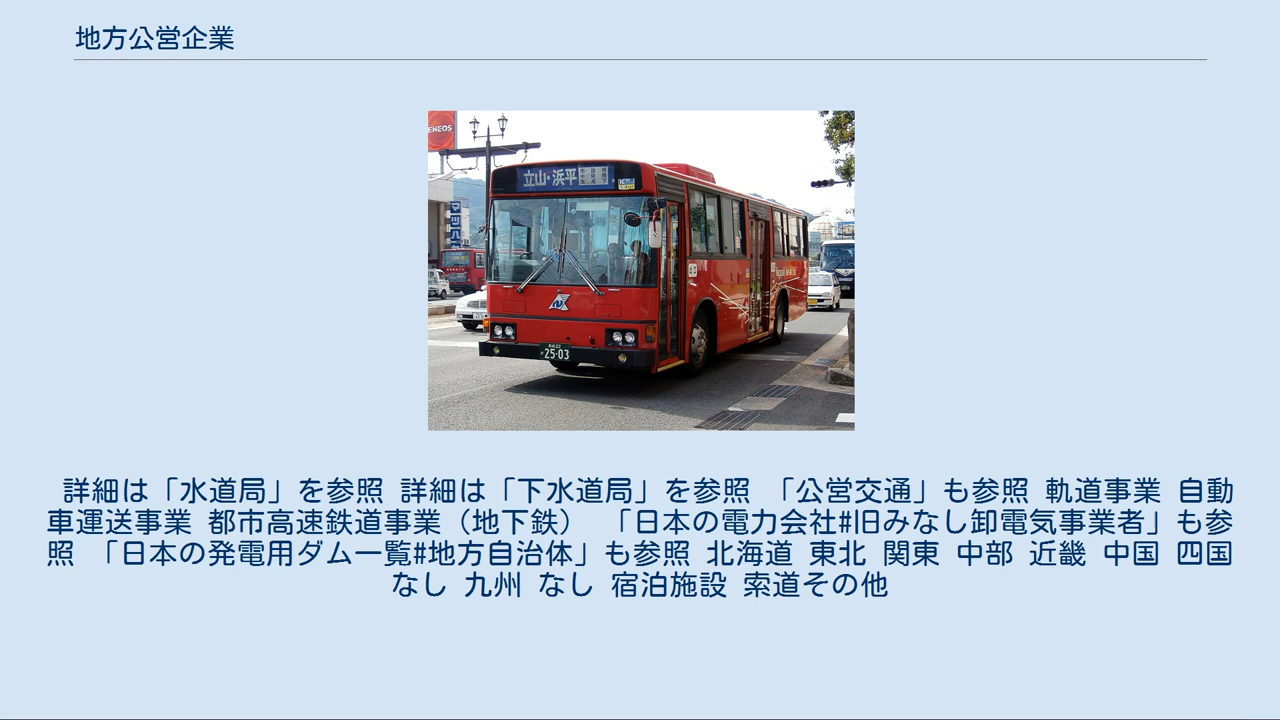 地方公営企業
ENEOS
立山・浜平
マツハ
25-03
詳細は「水道局」を参照 詳細は「下水道局」を参照 「公営交通」も参照 軌道事業 自動
車運送事業 都市高速鉄道事業（地下鉄） 「日本の電力会社#旧みなし卸電気事業者」も参
照 「日本の発電用ダム一覧#地方自治体」も参照 北海道 東北 関東 中部 近畿 中国 四国
なし 九州 なし 宿泊施設 索道その他